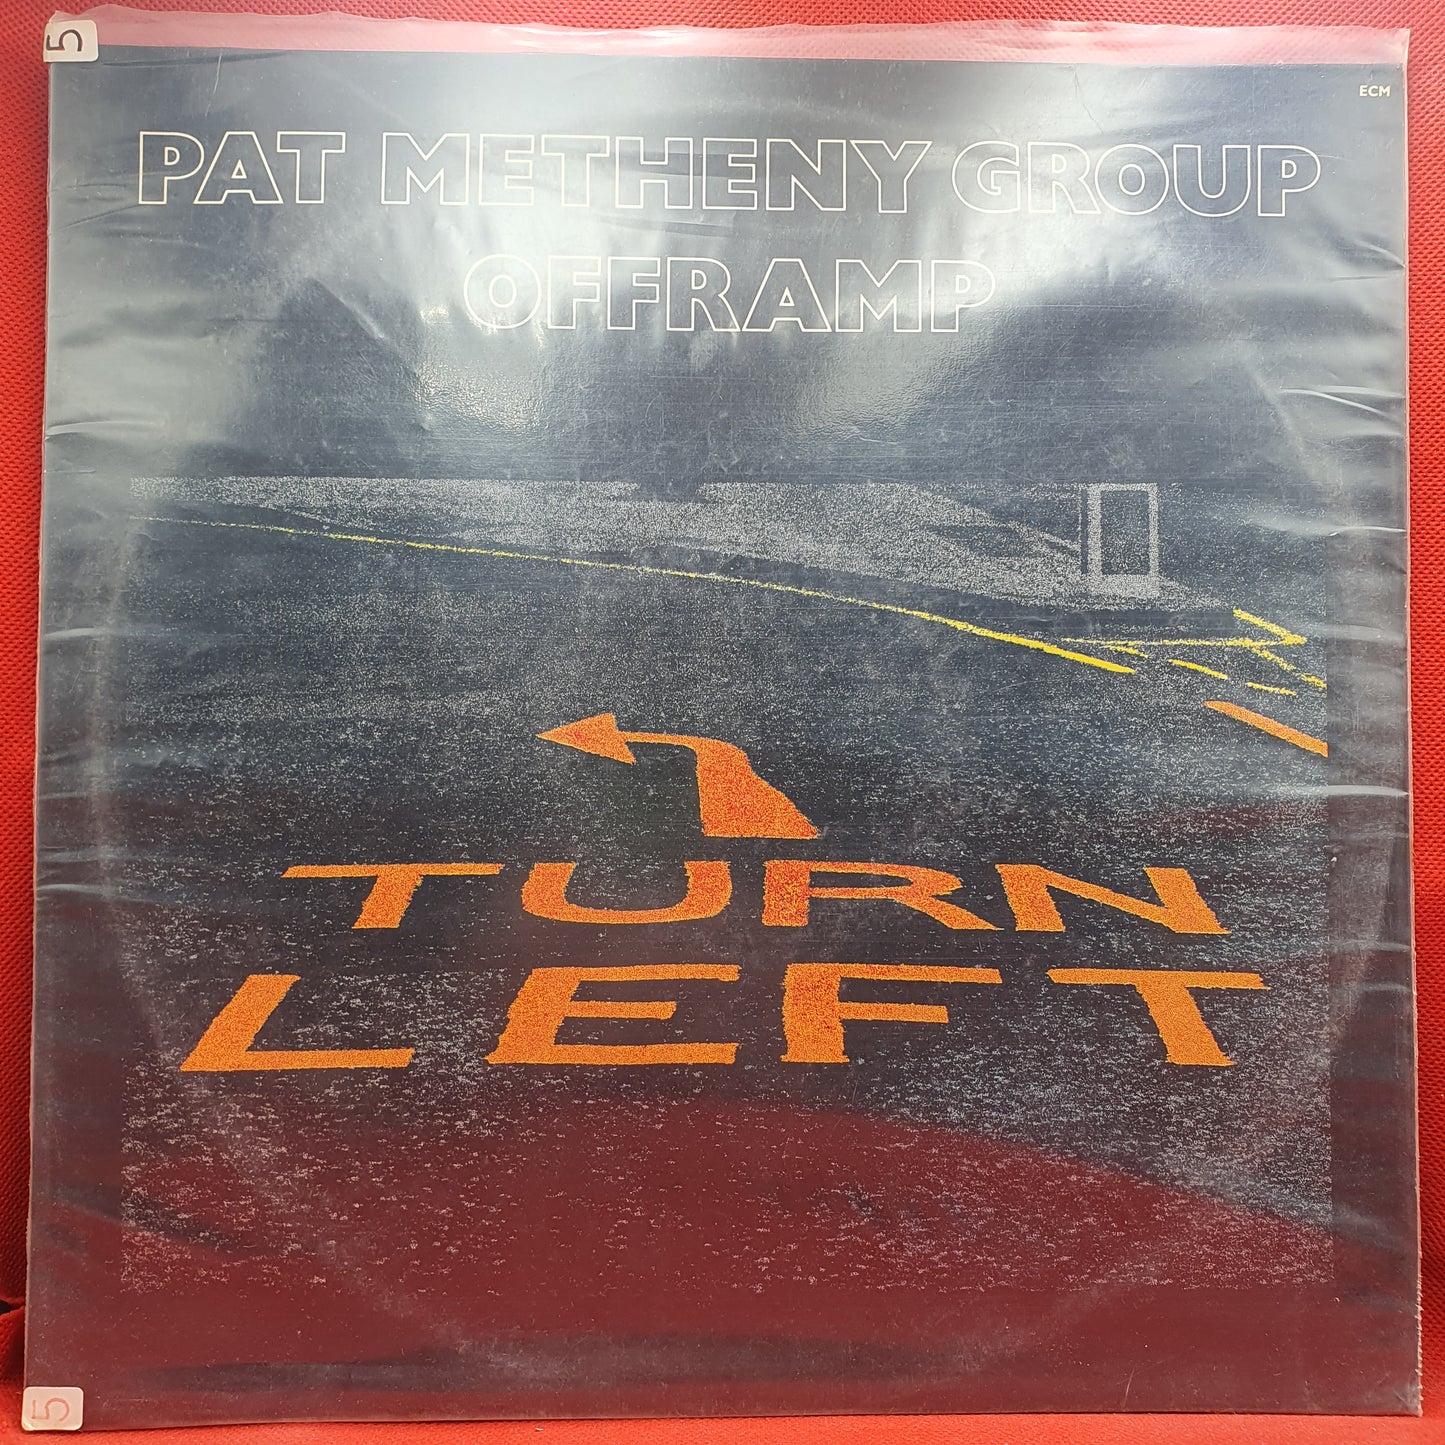 5
ECM
PAT METHENY GROUP
OFFRAMP
TURN
LEFT
5